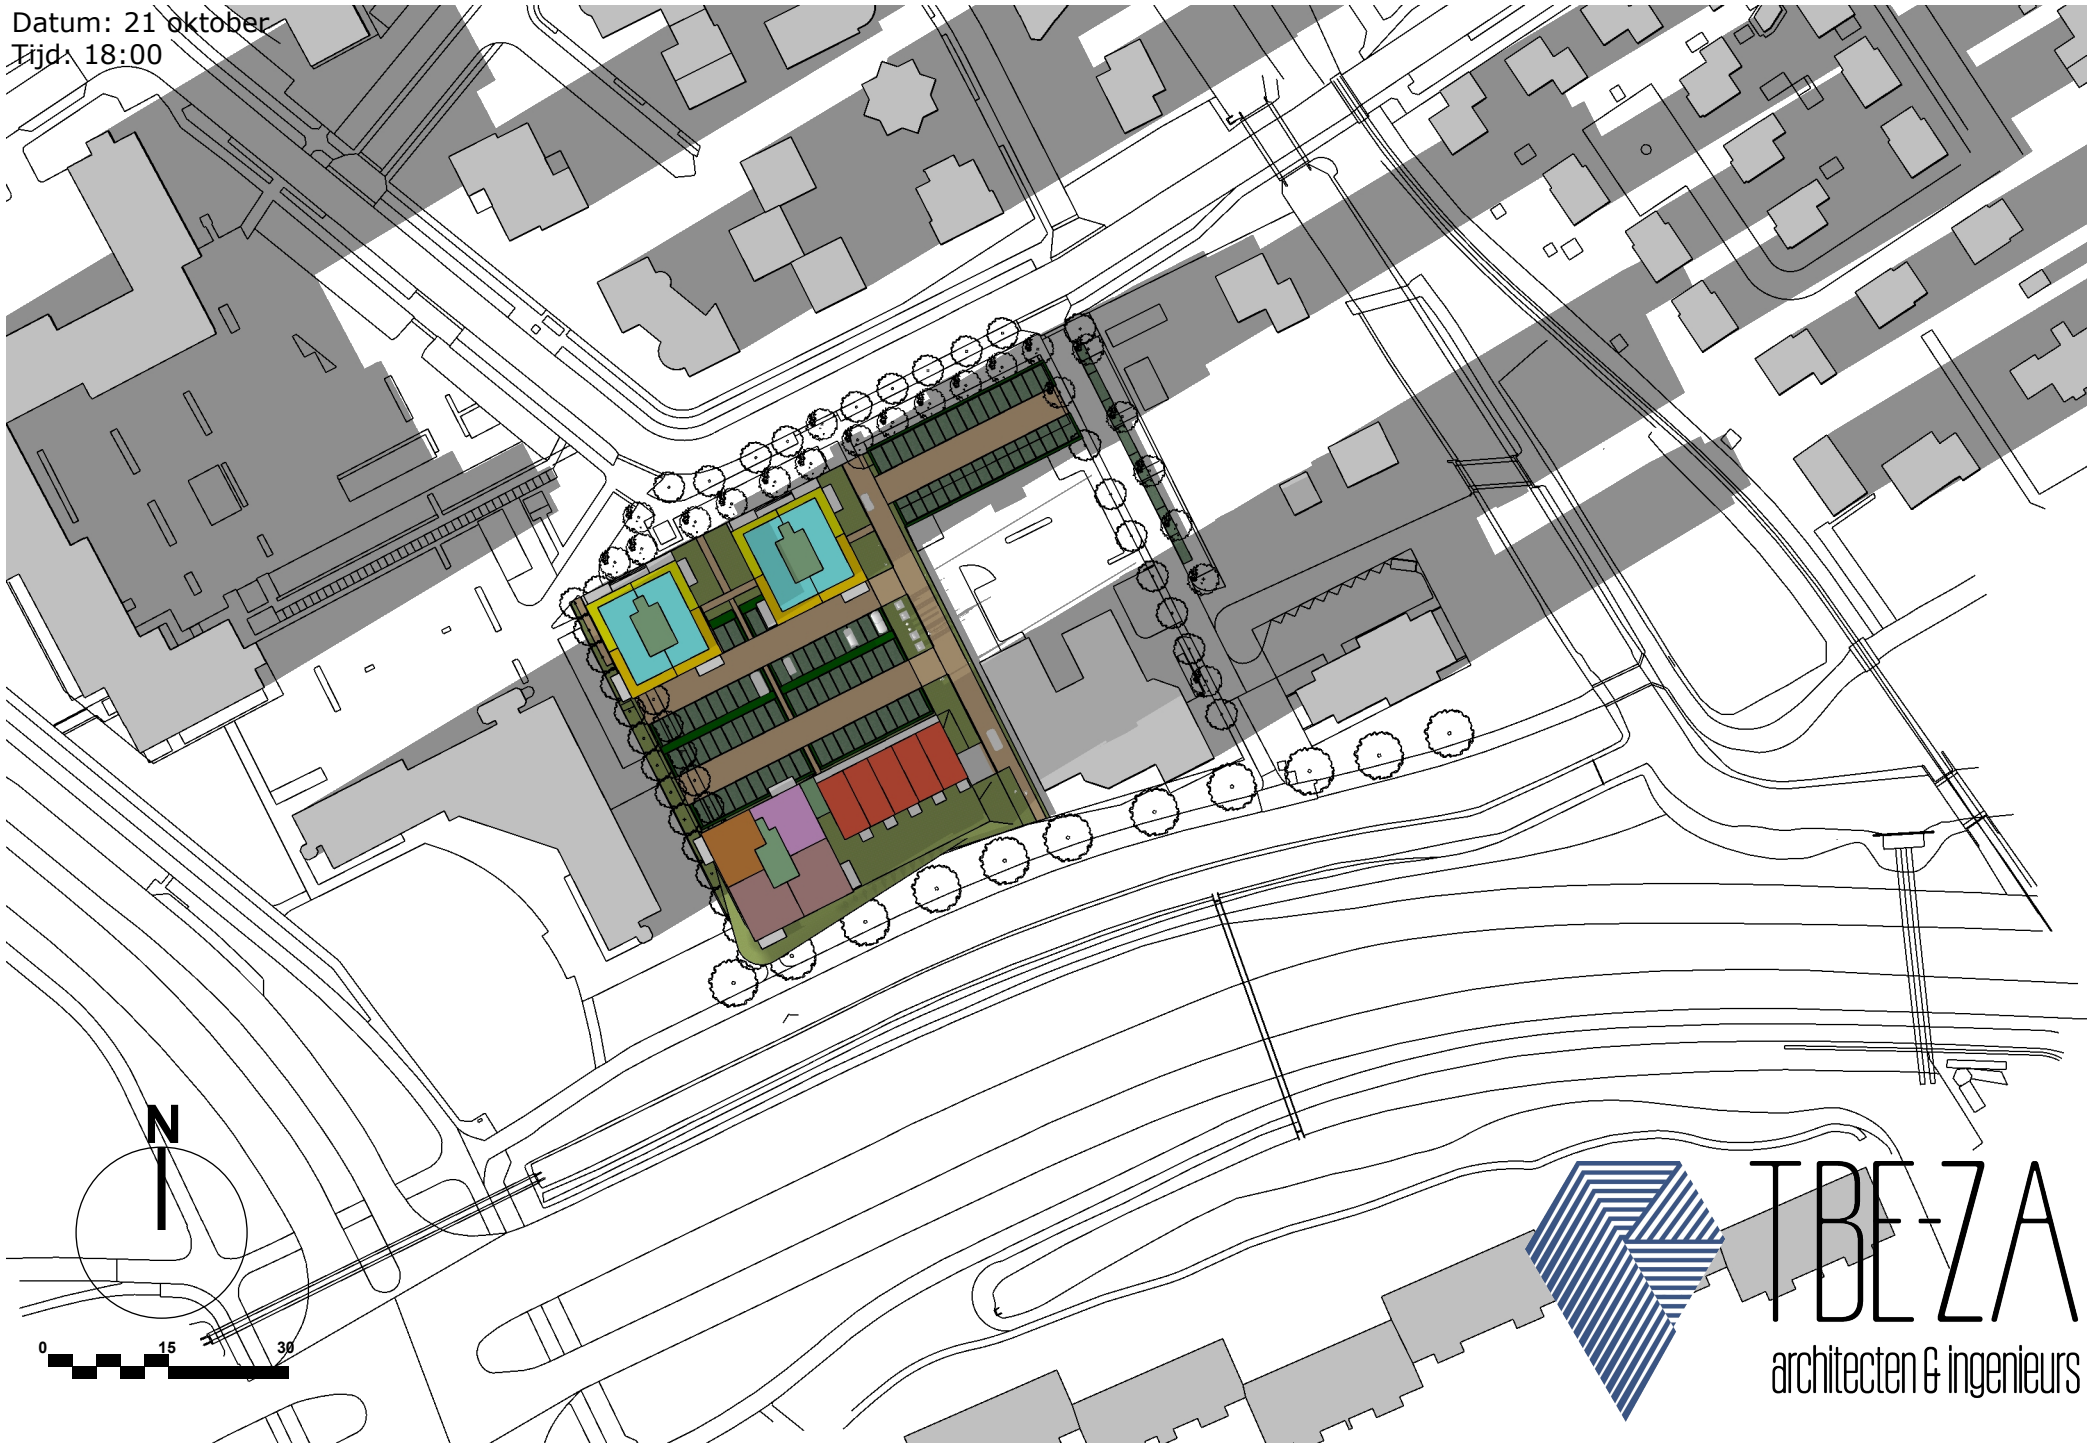 Datum: 21 oktober
Tijd: 18:00
N
0 15 30
TBE-ZA
architecten & ingenieurs